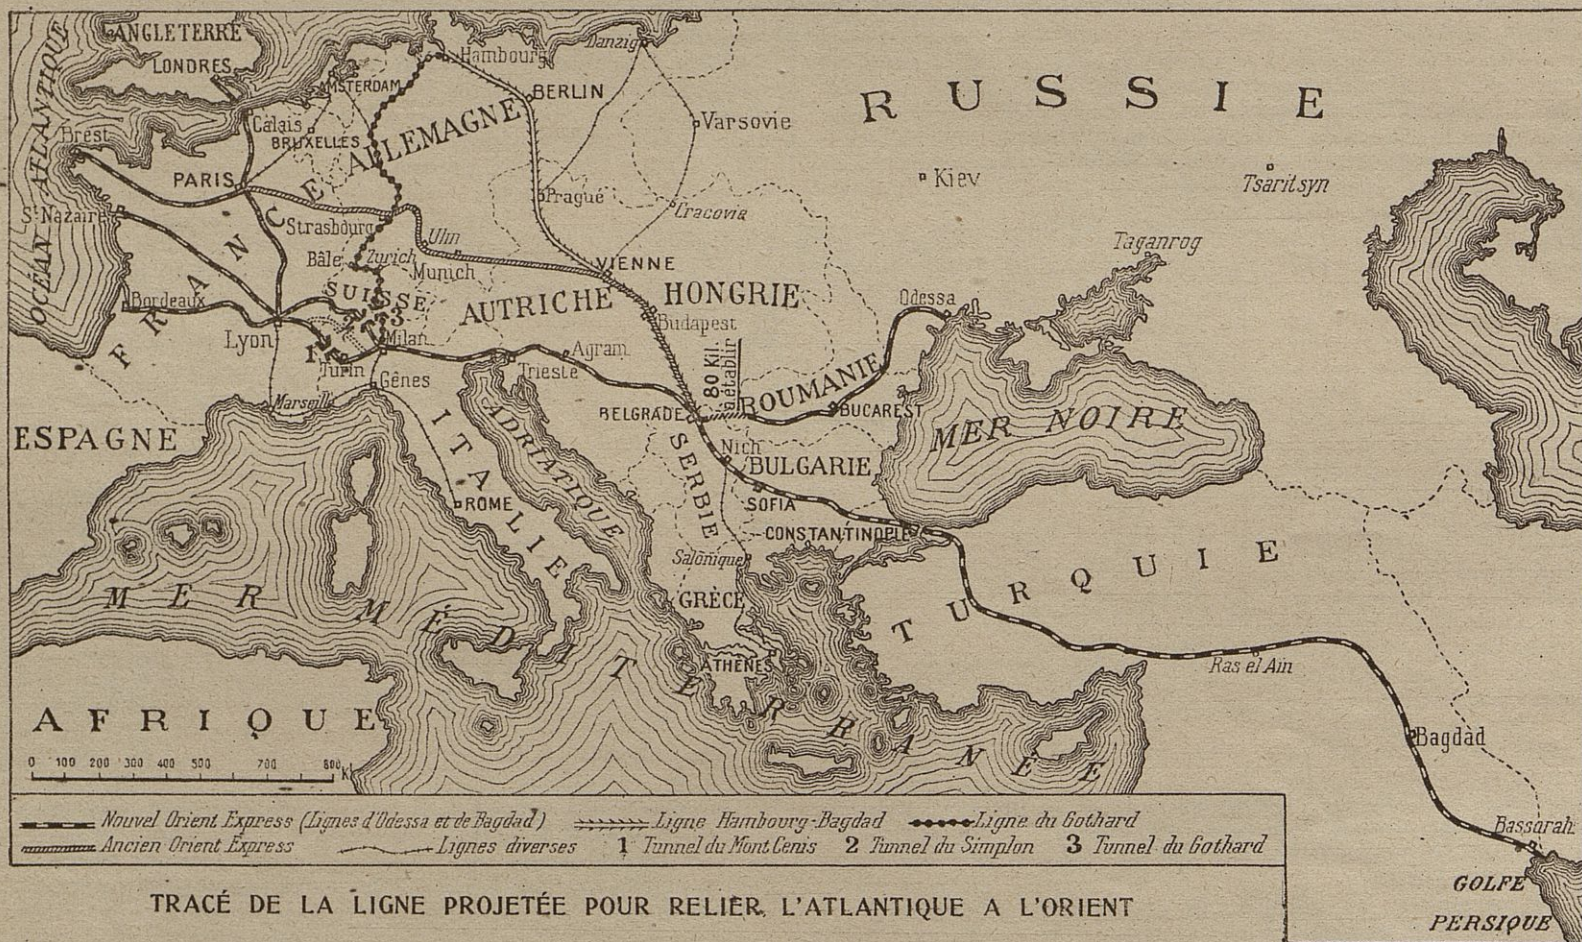 ANGLETERRE
LONDRES
OCÉAN ATLANTIQUE
AMSTERDAM
Hambourg
Danzig
BERLIN
RUSSIE
Calais
BRUXELLES
ALLEMAGNE
Varsovie
Brest
PARIS
Kiev
Tsaritsyn
Prague
Cracovie
St Nazaire
FRANCE
Strasbourg
Ulm
Taganrog
Bâle
Zurich
Munich
VIENNE
SUISSE
AUTRICHE
HONGRIE
Odessa
Bordeaux
Budapest
Lyon
1
2
3
Milan
Turin
Trieste
Agram
80 Kil.
à établir
ROUMANIE
Gênes
Marseille
BELGRADE
BUCAREST
MER NOIRE
ESPAGNE
ITALIE
ADRIATIQUE
SERBIE
Nich
BULGARIE
ROME
SOFIA
CONSTANTINOPLE
Salonique
TURQUIE
GRÈCE
MER MÉDITERRANÉE
ATHÈNES
Ras el Ain
AFRIQUE
Bagdad
0 100 200 300 400 500 700 800 K
Bassorah
GOLFE
PERSIQUE
Nouvel Orient Express (Lignes d'Odessa et de Bagdad) Ligne Hambourg-Bagdad Ligne du Gothard
Ancien Orient Express Lignes diverses 1 Tunnel du Mont Cenis 2 Tunnel du Simplon 3 Tunnel du Gothard
TRACÉ DE LA LIGNE PROJETÉE POUR RELIER L'ATLANTIQUE A L'ORIENT